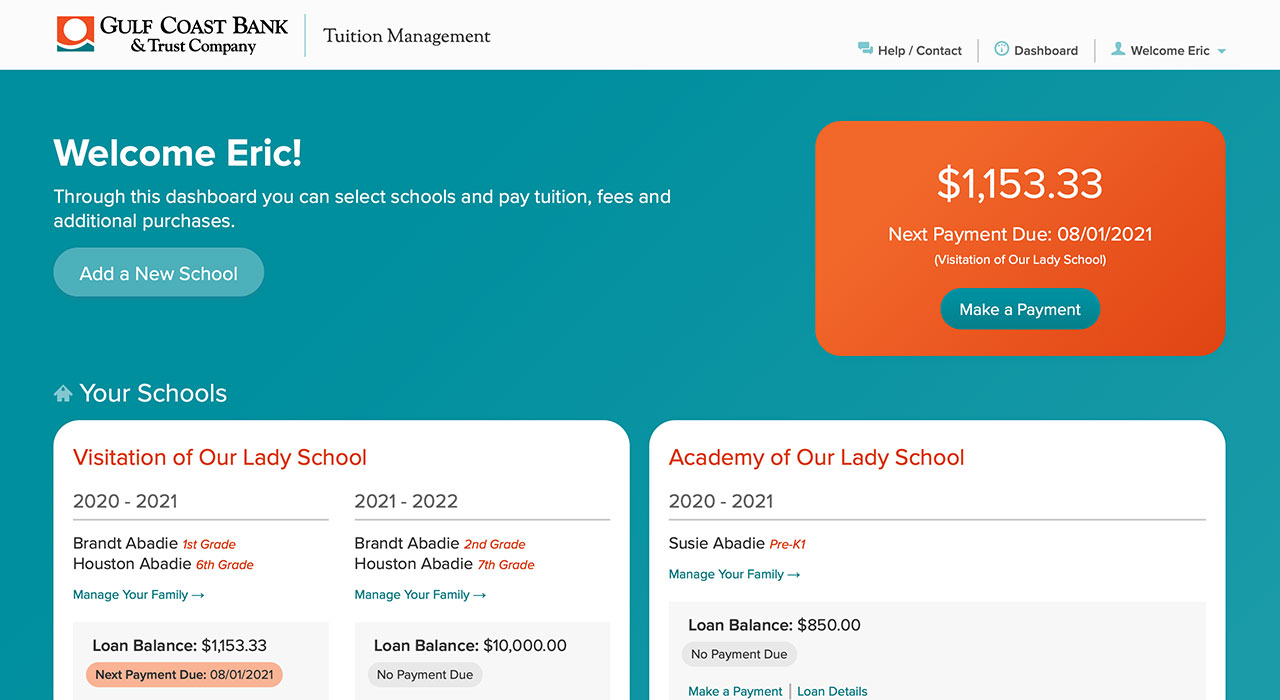 GULF COAST BANK
& Trust Company
Tuition Management
Help / Contact
Dashboard
Welcome Eric
Welcome Eric!
Through this dashboard you can select schools and pay tuition, fees and
additional purchases.
Add a New School
$1,153.33
Next Payment Due: 08/01/2021
(Visitation of Our Lady School)
Make a Payment
Your Schools
Visitation of Our Lady School
2020 - 2021
Brandt Abadie 1st Grade
Houston Abadie 6th Grade
Manage Your Family →
Loan Balance: $1,153.33
Next Payment Due: 08/01/2021
2021 - 2022
Brandt Abadie 2nd Grade
Houston Abadie 7th Grade
Manage Your Family →
Loan Balance: $10,000.00
No Payment Due
Academy of Our Lady School
2020 - 2021
Susie Abadie Pre-K1
Manage Your Family →
Loan Balance: $850.00
No Payment Due
Make a Payment | Loan Details